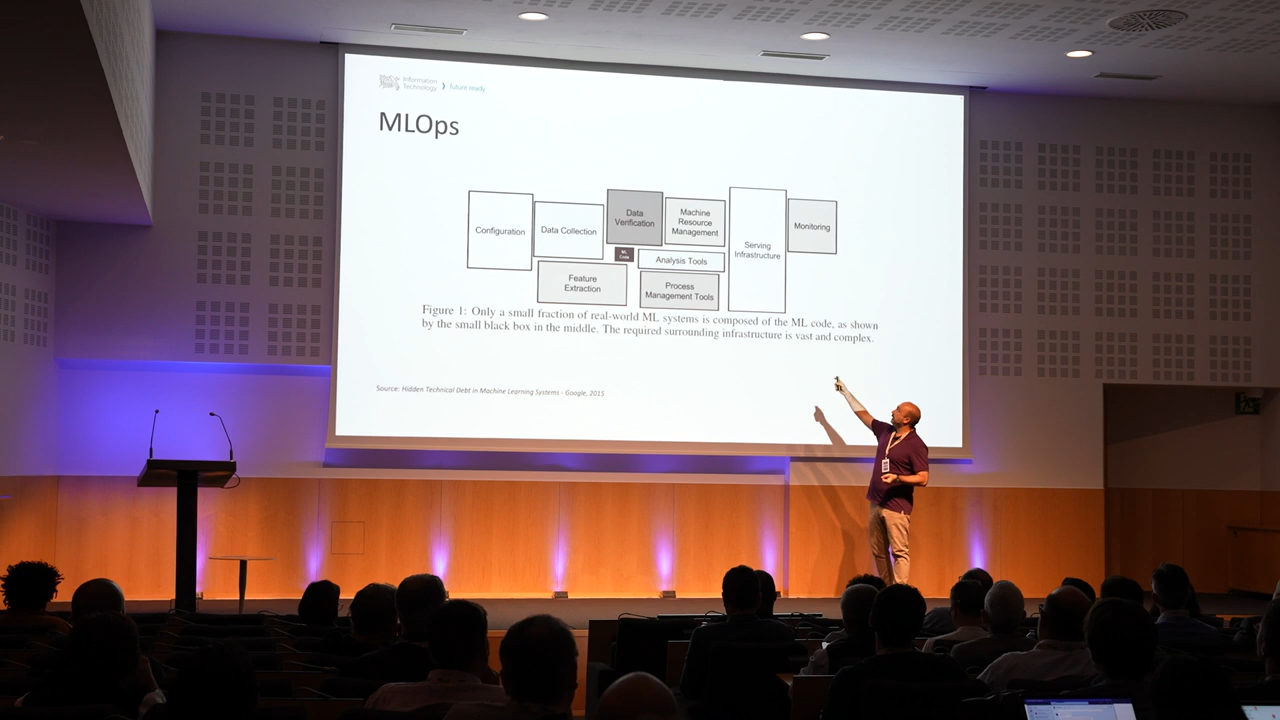 Information
Technology
future ready
MLOps
Configuration
Data Collection
Data
Verification
Machine
Resource
Management
Serving
Infrastructure
Monitoring
ML
Code
Analysis Tools
Feature
Extraction
Process
Management Tools
Figure 1: Only a small fraction of real-world ML systems is composed of the ML code, as shown
by the small black box in the middle. The required surrounding infrastructure is vast and complex.
Source: Hidden Technical Debt in Machine Learning Systems - Google, 2015